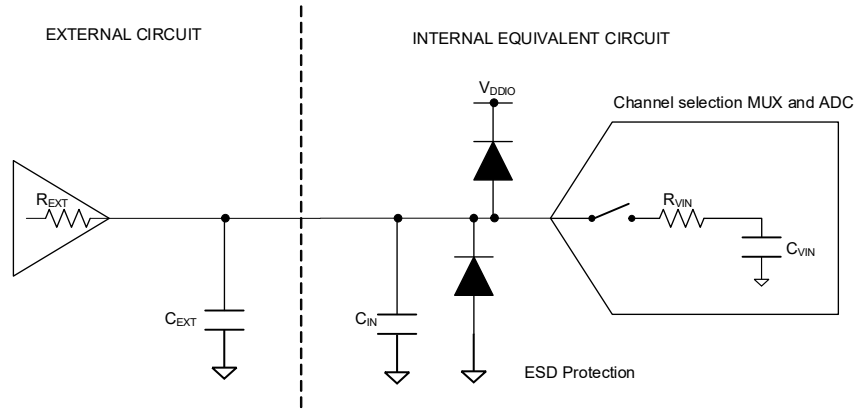 EXTERNAL CIRCUIT
INTERNAL EQUIVALENT CIRCUIT
VDDIO
Channel selection MUX and ADC
REXT
RVIN
CVIN
CEXT
CIN
ESD Protection